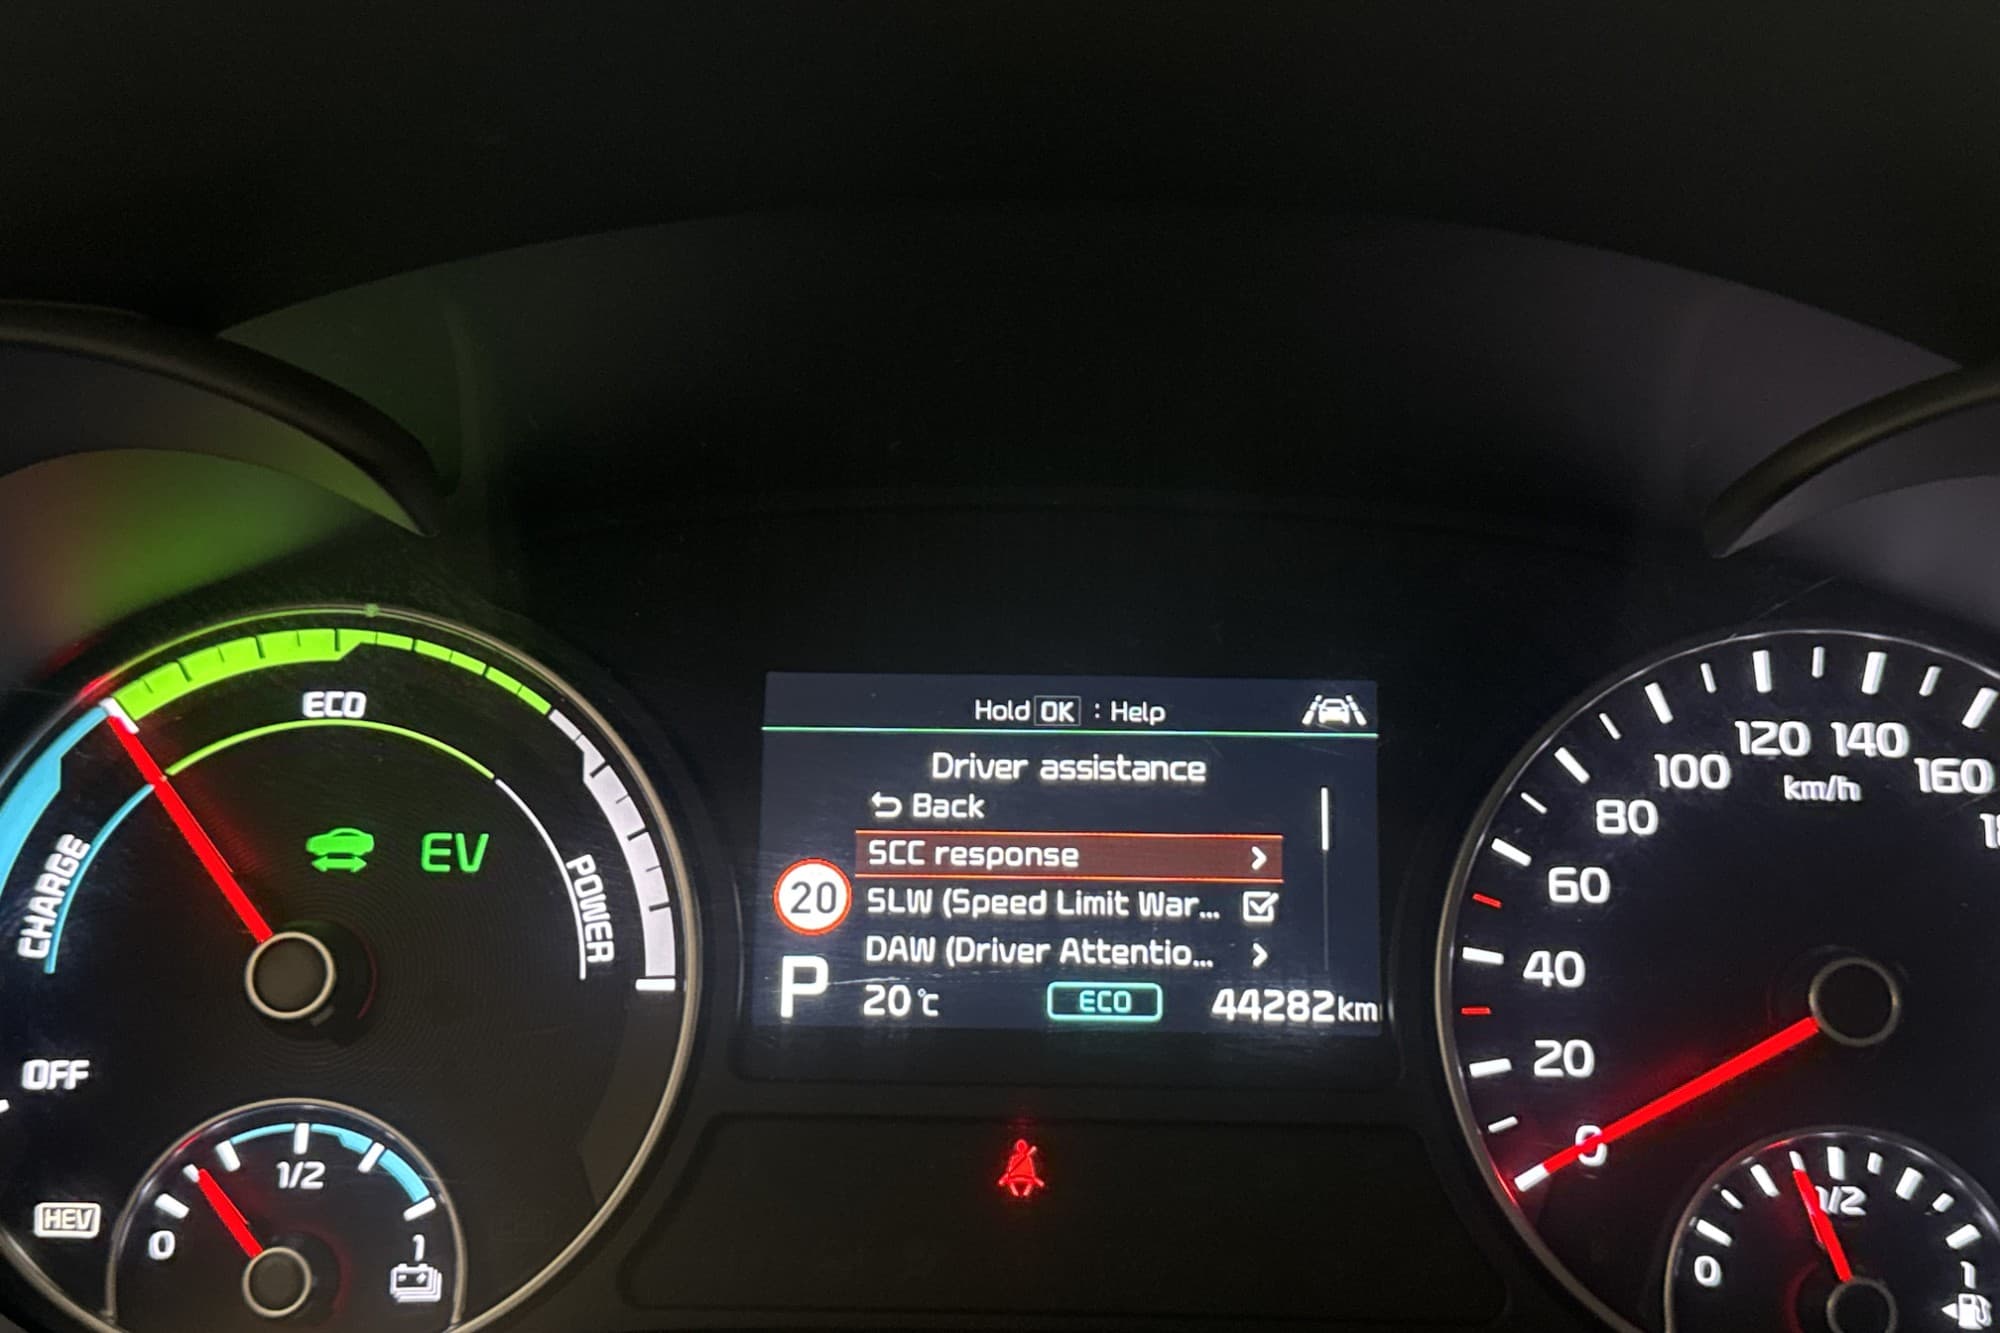 ECO
CHARGE
POWER
EV
OFF
HEV
0
1/2
1
Hold OK : Help
Driver assistance
Back
SCC response
SLW (Speed Limit War...
DAW (Driver Attentio...
20
P
20°C
ECO
44282km
0
20
40
60
80
100
120
140
160
km/h
0
1/2
1